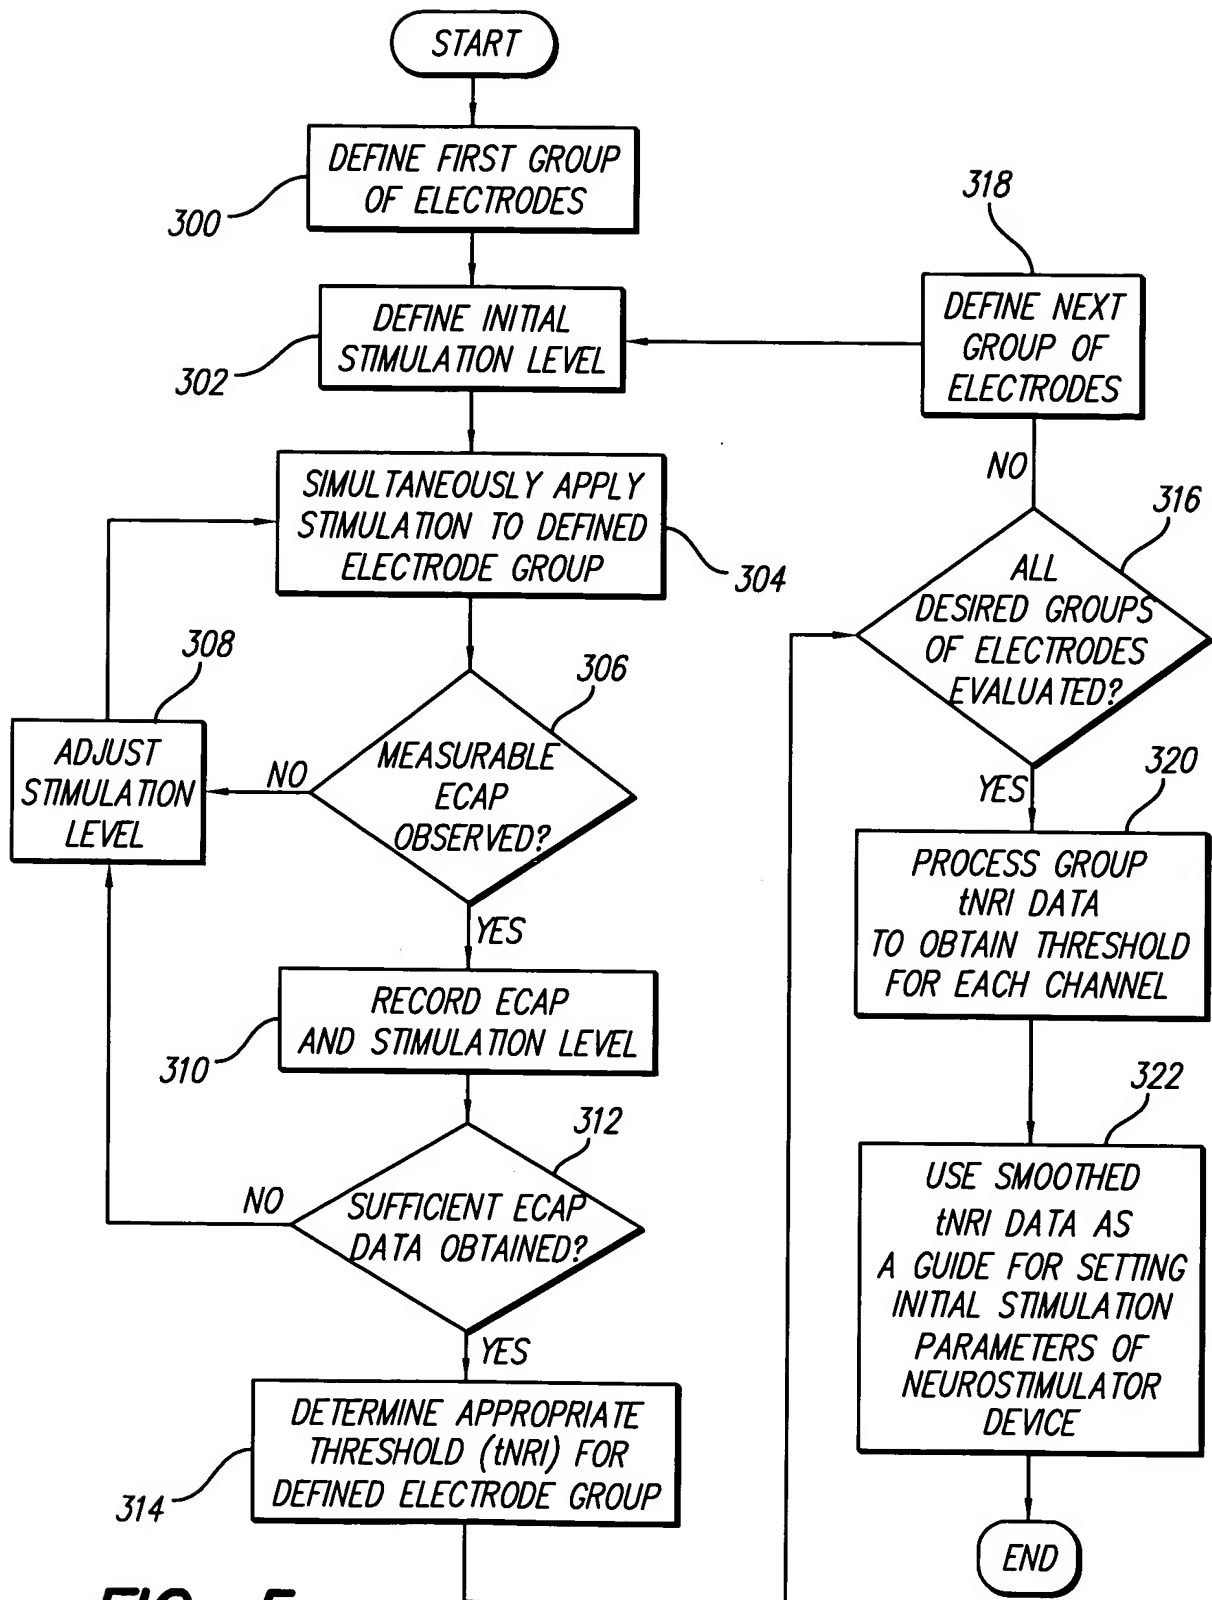 START
DEFINE FIRST GROUP
OF ELECTRODES
300
DEFINE INITIAL
STIMULATION LEVEL
302
SIMULTANEOUSLY APPLY
STIMULATION TO DEFINED
ELECTRODE GROUP
304
308
ADJUST
STIMULATION
LEVEL
NO
306
MEASURABLE
ECAP
OBSERVED?
YES
RECORD ECAP
AND STIMULATION LEVEL
310
312
NO
SUFFICIENT ECAP
DATA OBTAINED?
YES
DETERMINE APPROPRIATE
THRESHOLD (tNRI) FOR
DEFINED ELECTRODE GROUP
314
318
DEFINE NEXT
GROUP OF
ELECTRODES
NO
316
ALL
DESIRED GROUPS
OF ELECTRODES
EVALUATED?
YES
320
PROCESS GROUP
tNRI DATA
TO OBTAIN THRESHOLD
FOR EACH CHANNEL
322
USE SMOOTHED
tNRI DATA AS
A GUIDE FOR SETTING
INITIAL STIMULATION
PARAMETERS OF
NEUROSTIMULATOR
DEVICE
END